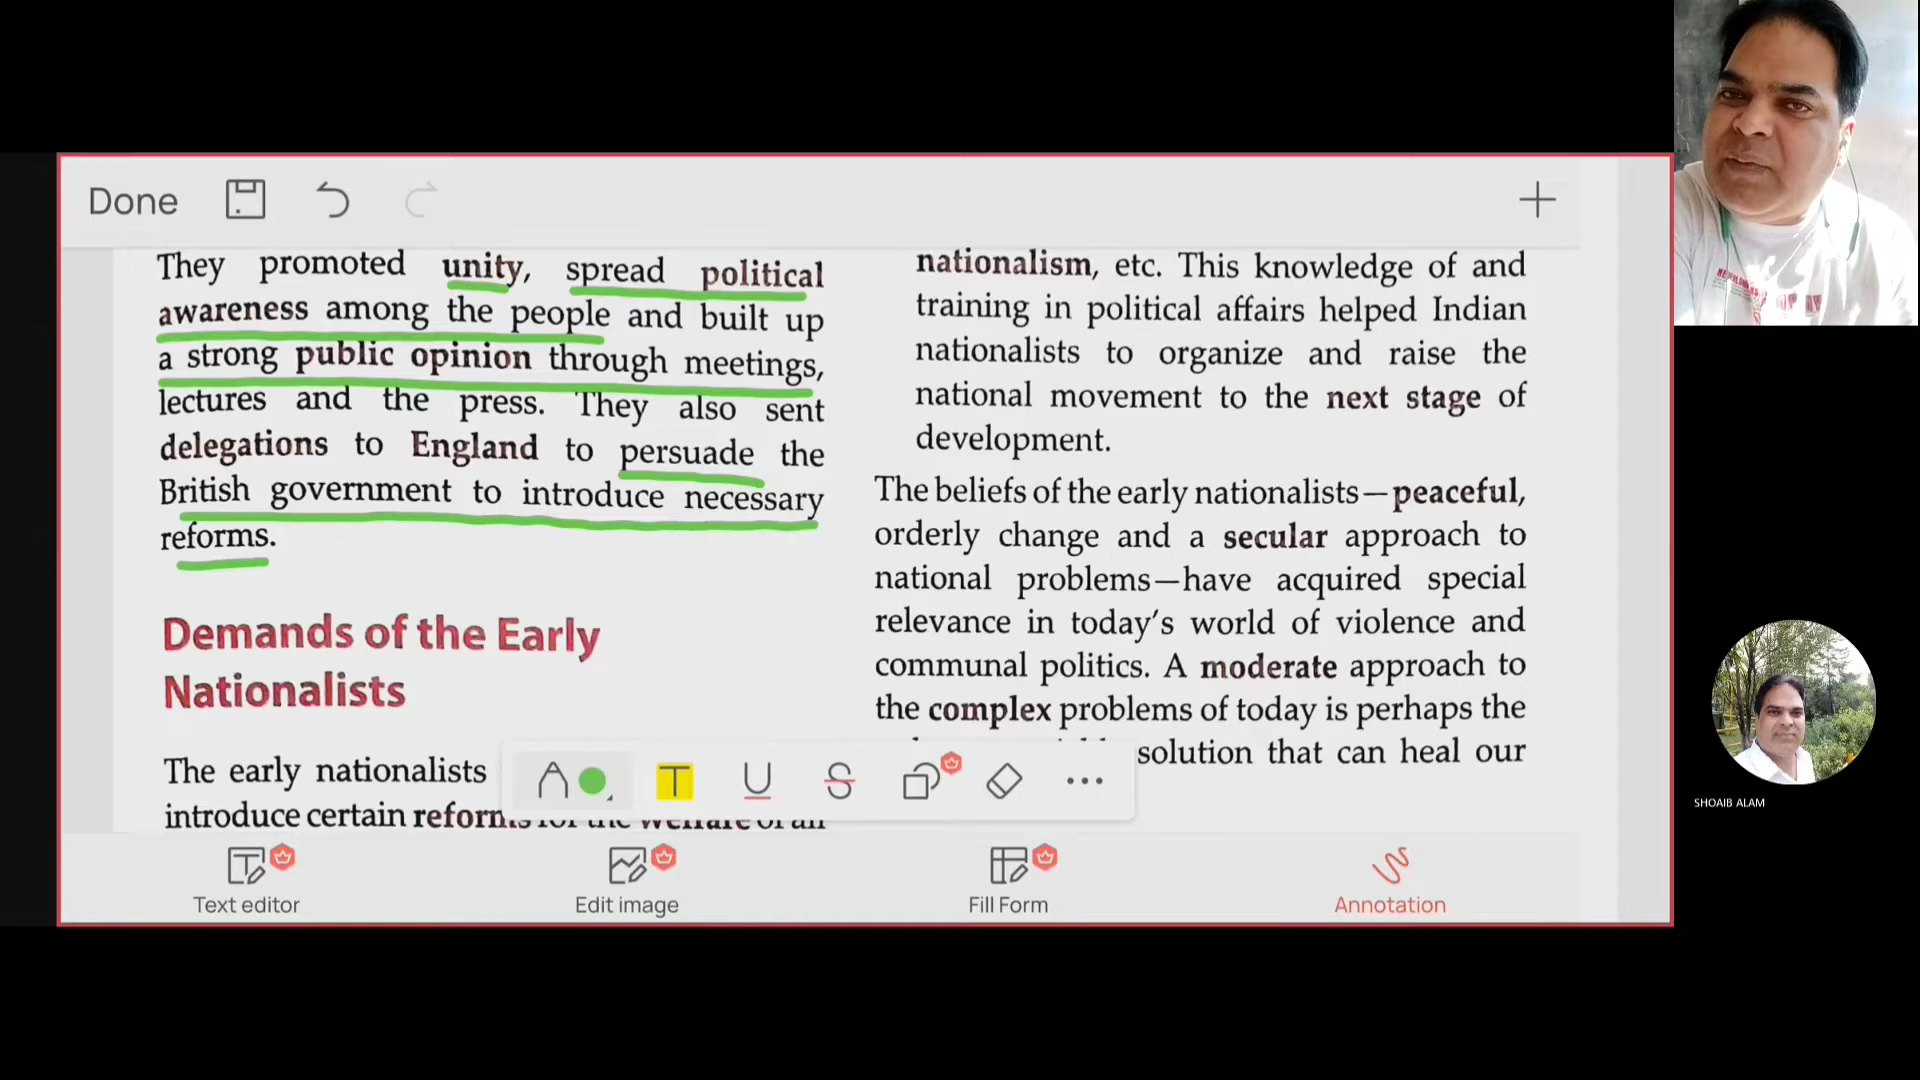 Done
They promoted unity, spread political
awareness among the people and built up
a strong public opinion through meetings,
lectures and the press. They also sent
delegations to England to persuade the
British government to introduce necessary
reforms.
Demands of the Early
Nationalists
The early nationalists
introduce certain reforms for the welfare of all
nationalism, etc. This knowledge of and
training in political affairs helped Indian
nationalists to organize and raise the
national movement to the next stage of
development.
The beliefs of the early nationalists—peaceful,
orderly change and a secular approach to
national problems—have acquired special
relevance in today's world of violence and
communal politics. A moderate approach to
the complex problems of today is perhaps the
solution that can heal our
Text editor
Edit image
Fill Form
Annotation
SHOAIB ALAM